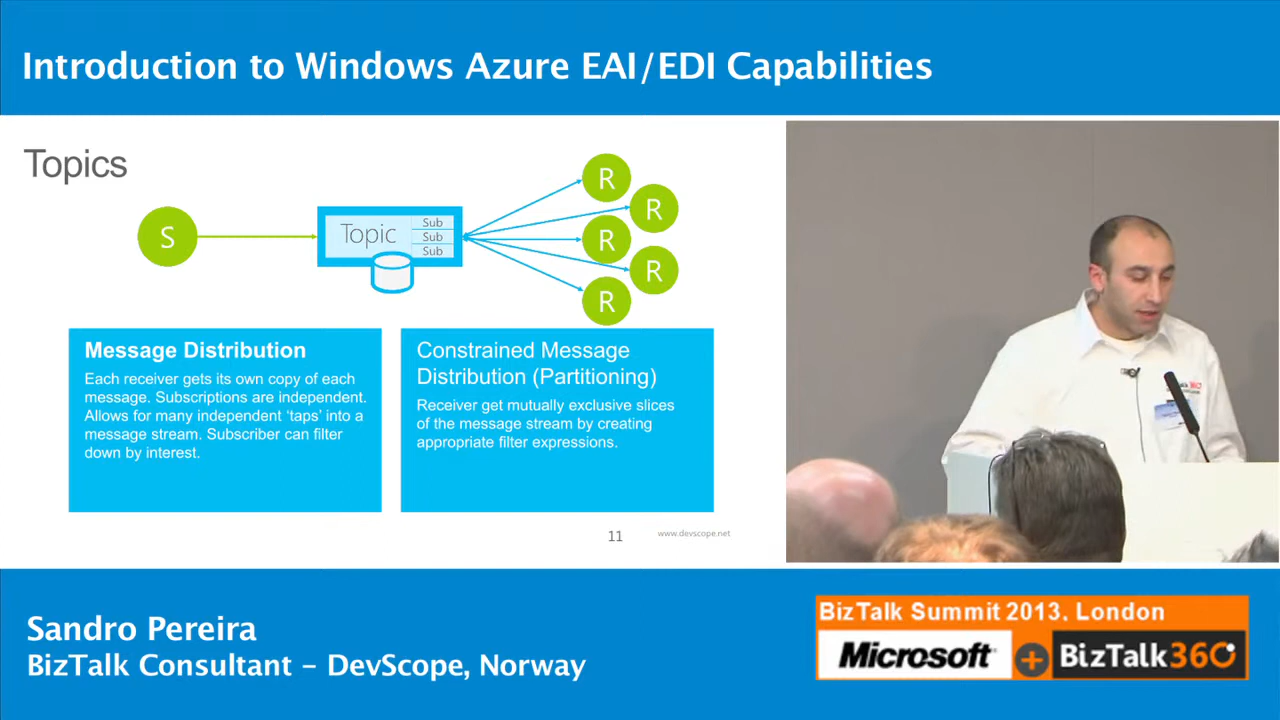 Introduction to Windows Azure EAI/EDI Capabilities
Topics
S
Topic
Sub
Sub
Sub
R
R
R
R
R
Message Distribution
Each receiver gets its own copy of each
message. Subscriptions are independent.
Allows for many independent ‘taps’ into a
message stream. Subscriber can filter
down by interest.
Constrained Message
Distribution (Partitioning)
Receiver get mutually exclusive slices
of the message stream by creating
appropriate filter expressions.
11
www.devscope.net
Sandro Pereira
BizTalk Consultant – DevScope, Norway
BizTalk Summit 2013, London
Microsoft + BizTalk360